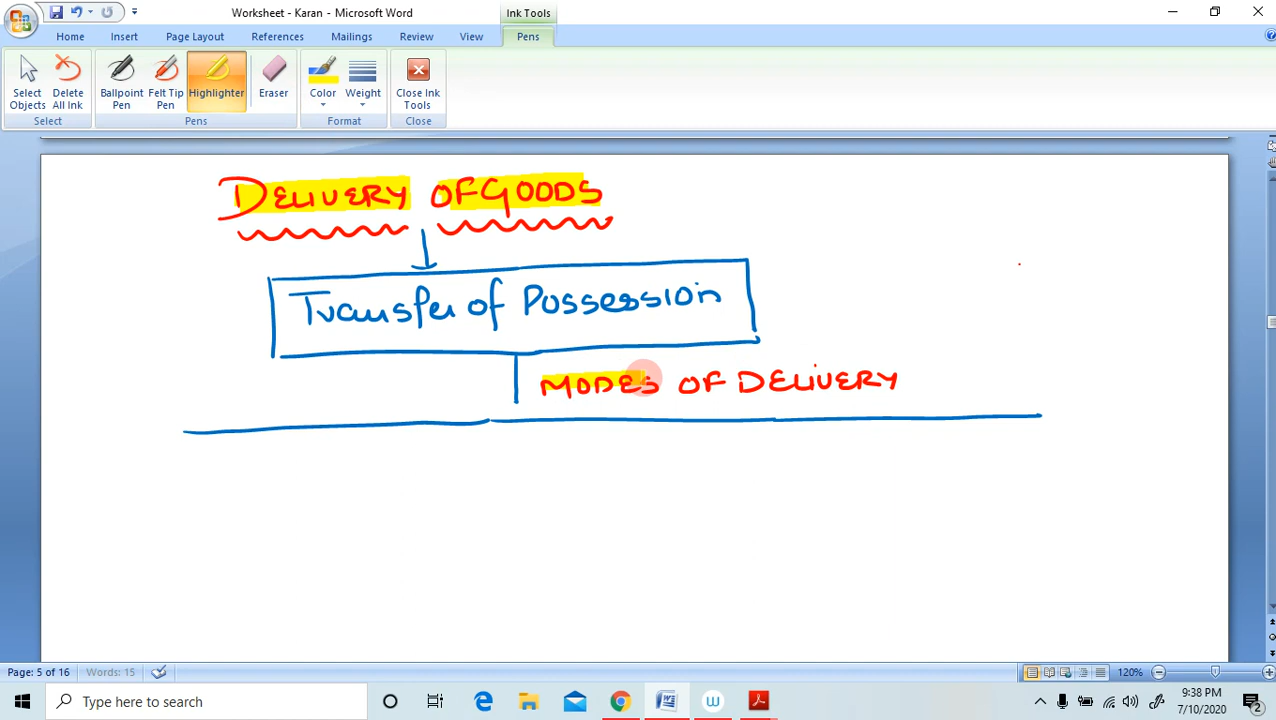 Worksheet - Karan - Microsoft Word
Ink Tools
Home Insert Page Layout References Mailings Review View Pens
Select Objects
Delete All Ink
Ballpoint Pen
Felt Tip Pen
Highlighter
Eraser
Color
Weight
Close Ink Tools
Select Pens Format Close
DELIVERY OF GOODS
Transfer of Possession
MODES OF DELIVERY
Page: 5 of 16 Words: 15 120%
Type here to search
9:38 PM
7/10/2020
2